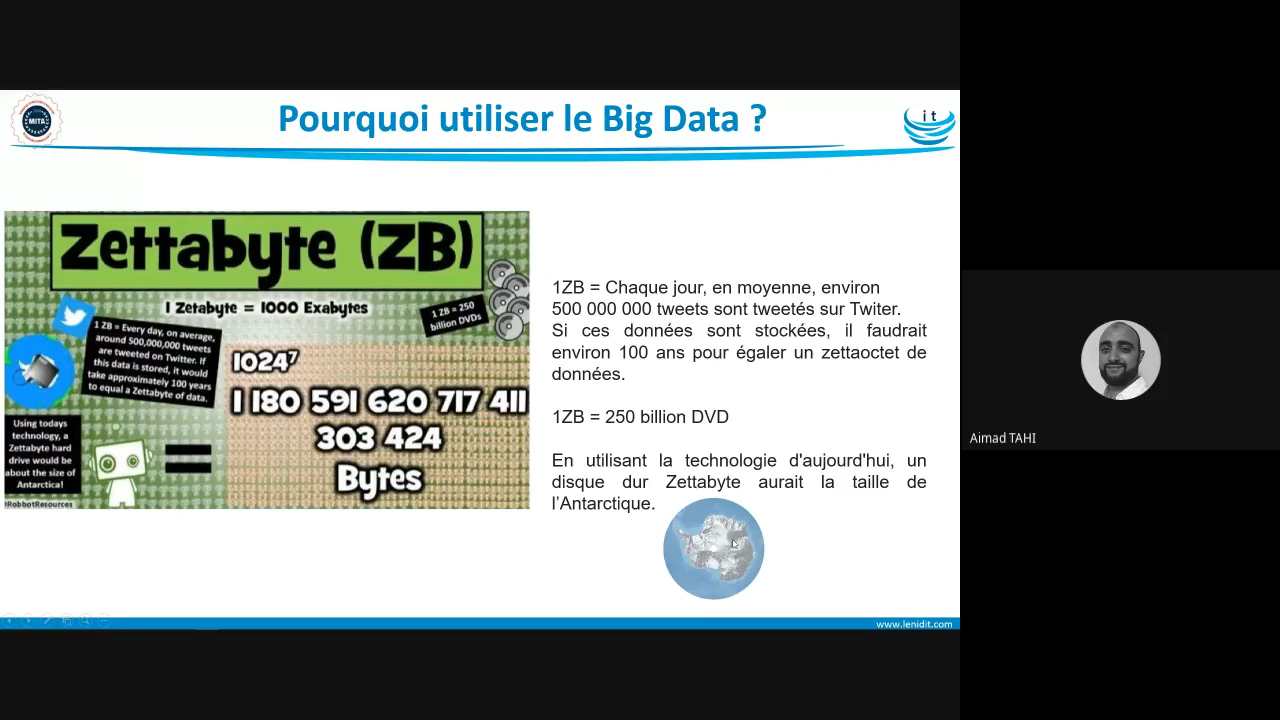 MITA
Pourquoi utiliser le Big Data ?
i t
Zettabyte (ZB)
1 Zetabyte = 1000 Exabytes
1 ZB = 250
billion DVDs
1 ZB = Every day, on average,
around 500,000,000 tweets
are tweeted on Twitter. If
this data is stored, it would
take approximately 100 years
to equal a Zettabyte of data.
1024⁷
1 180 591 620 717 411
303 424
Bytes
=
Using todays
technology, a
Zettabyte hard
drive would be
about the size of
Antarctica!
@RobbotResources
1ZB = Chaque jour, en moyenne, environ
500 000 000 tweets sont tweetés sur Twiter.
Si ces données sont stockées, il faudrait
environ 100 ans pour égaler un zettaoctet de
données.
1ZB = 250 billion DVD
En utilisant la technologie d'aujourd'hui, un
disque dur Zettabyte aurait la taille de
l’Antarctique.
www.lenidit.com
Aimad TAHI